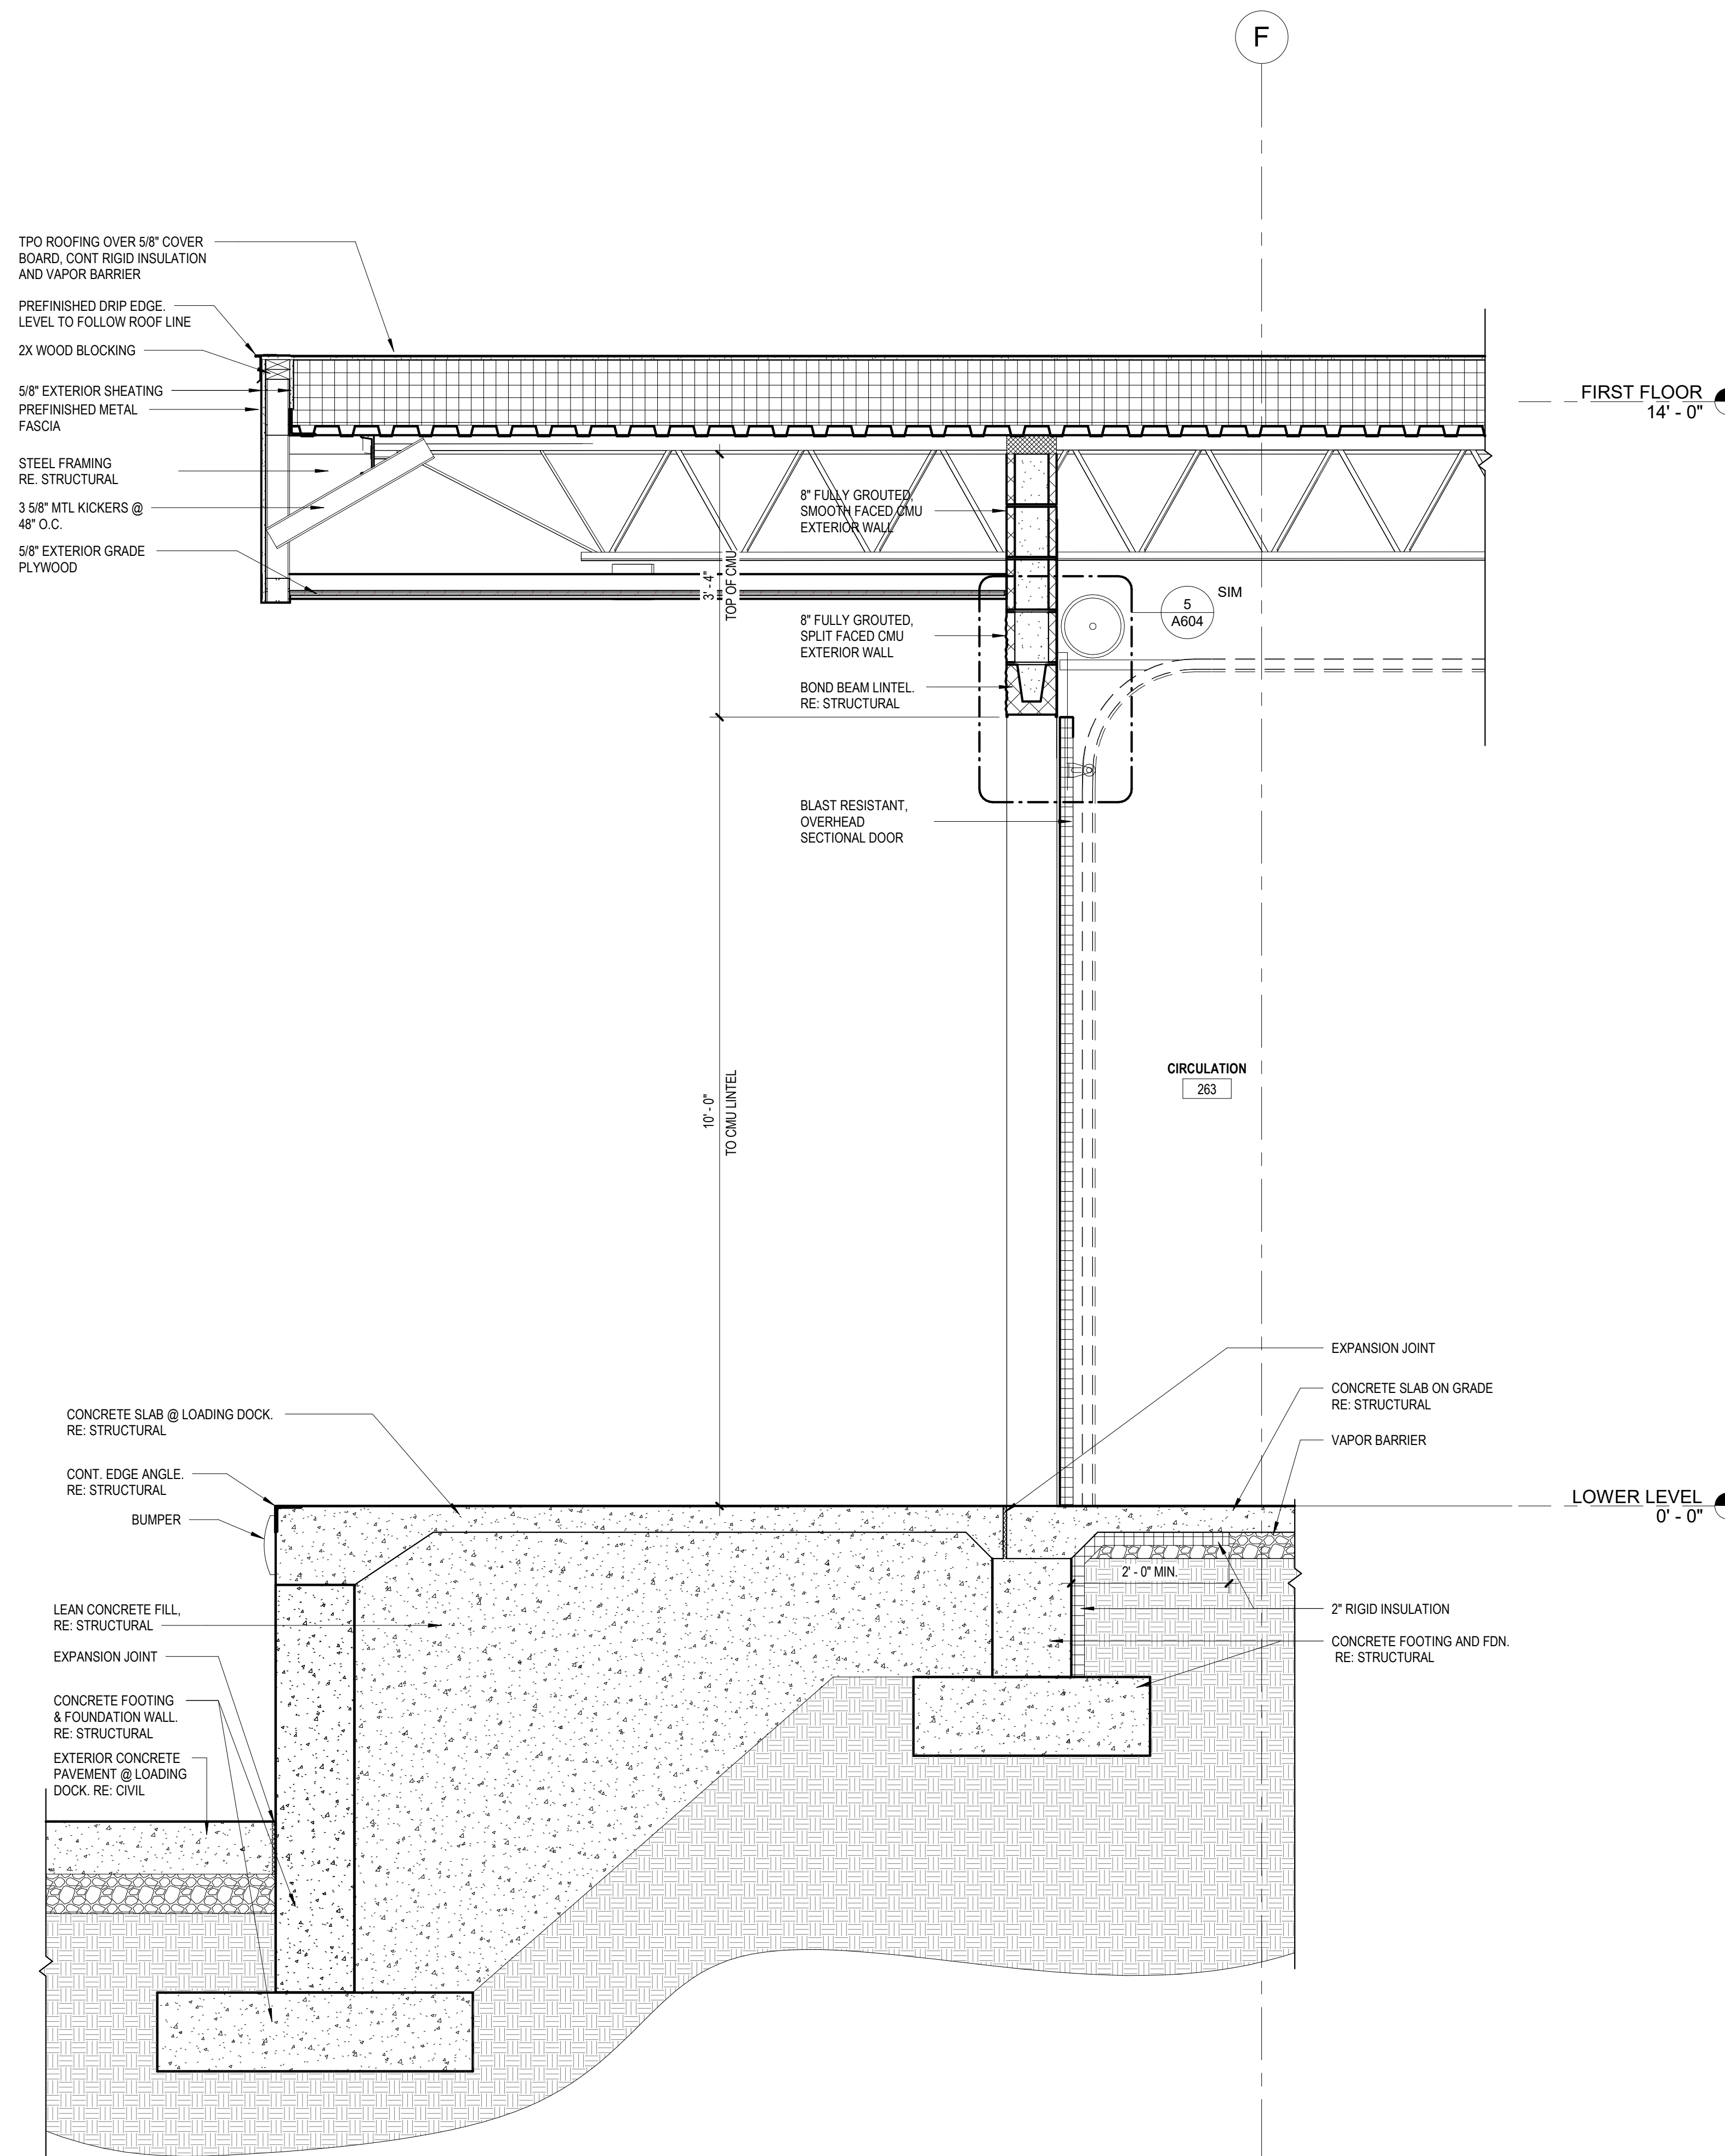 F
TPO ROOFING OVER 5/8" COVER
BOARD, CONT RIGID INSULATION
AND VAPOR BARRIER
PREFINISHED DRIP EDGE.
LEVEL TO FOLLOW ROOF LINE
2X WOOD BLOCKING
5/8" EXTERIOR SHEATING
PREFINISHED METAL
FASCIA
STEEL FRAMING
RE. STRUCTURAL
3 5/8" MTL KICKERS @
48" O.C.
5/8" EXTERIOR GRADE
PLYWOOD
FIRST FLOOR
14' - 0"
8" FULLY GROUTED,
SMOOTH FACED CMU
EXTERIOR WALL
3' - 4"
TOP OF CMU
5
A604
SIM
8" FULLY GROUTED,
SPLIT FACED CMU
EXTERIOR WALL
BOND BEAM LINTEL.
RE: STRUCTURAL
BLAST RESISTANT,
OVERHEAD
SECTIONAL DOOR
10' - 0"
TO CMU LINTEL
CIRCULATION
263
EXPANSION JOINT
CONCRETE SLAB ON GRADE
RE: STRUCTURAL
VAPOR BARRIER
LOWER LEVEL
0' - 0"
CONCRETE SLAB @ LOADING DOCK.
RE: STRUCTURAL
CONT. EDGE ANGLE.
RE: STRUCTURAL
BUMPER
2' - 0" MIN.
2" RIGID INSULATION
CONCRETE FOOTING AND FDN.
RE: STRUCTURAL
LEAN CONCRETE FILL,
RE: STRUCTURAL
EXPANSION JOINT
CONCRETE FOOTING
& FOUNDATION WALL.
RE: STRUCTURAL
EXTERIOR CONCRETE
PAVEMENT @ LOADING
DOCK. RE: CIVIL